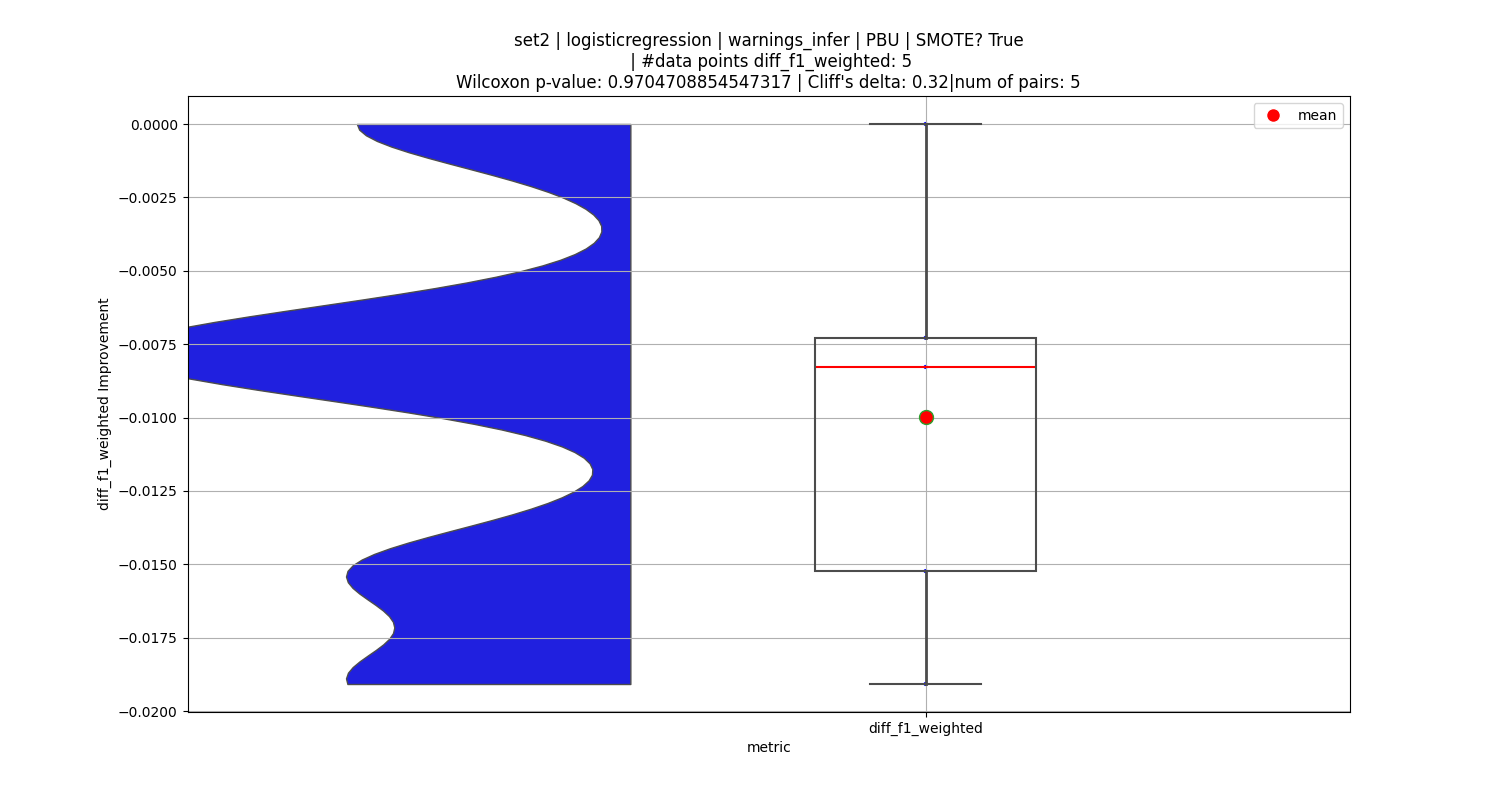 set2 | logisticregression | warnings_infer | PBU | SMOTE? True
| #data points diff_f1_weighted: 5
Wilcoxon p-value: 0.9704708854547317 | Cliff's delta: 0.32|num of pairs: 5
mean
0.0000
−0.0025
−0.0050
−0.0075
−0.0100
−0.0125
−0.0150
−0.0175
−0.0200
diff_f1_weighted Improvement
diff_f1_weighted
metric